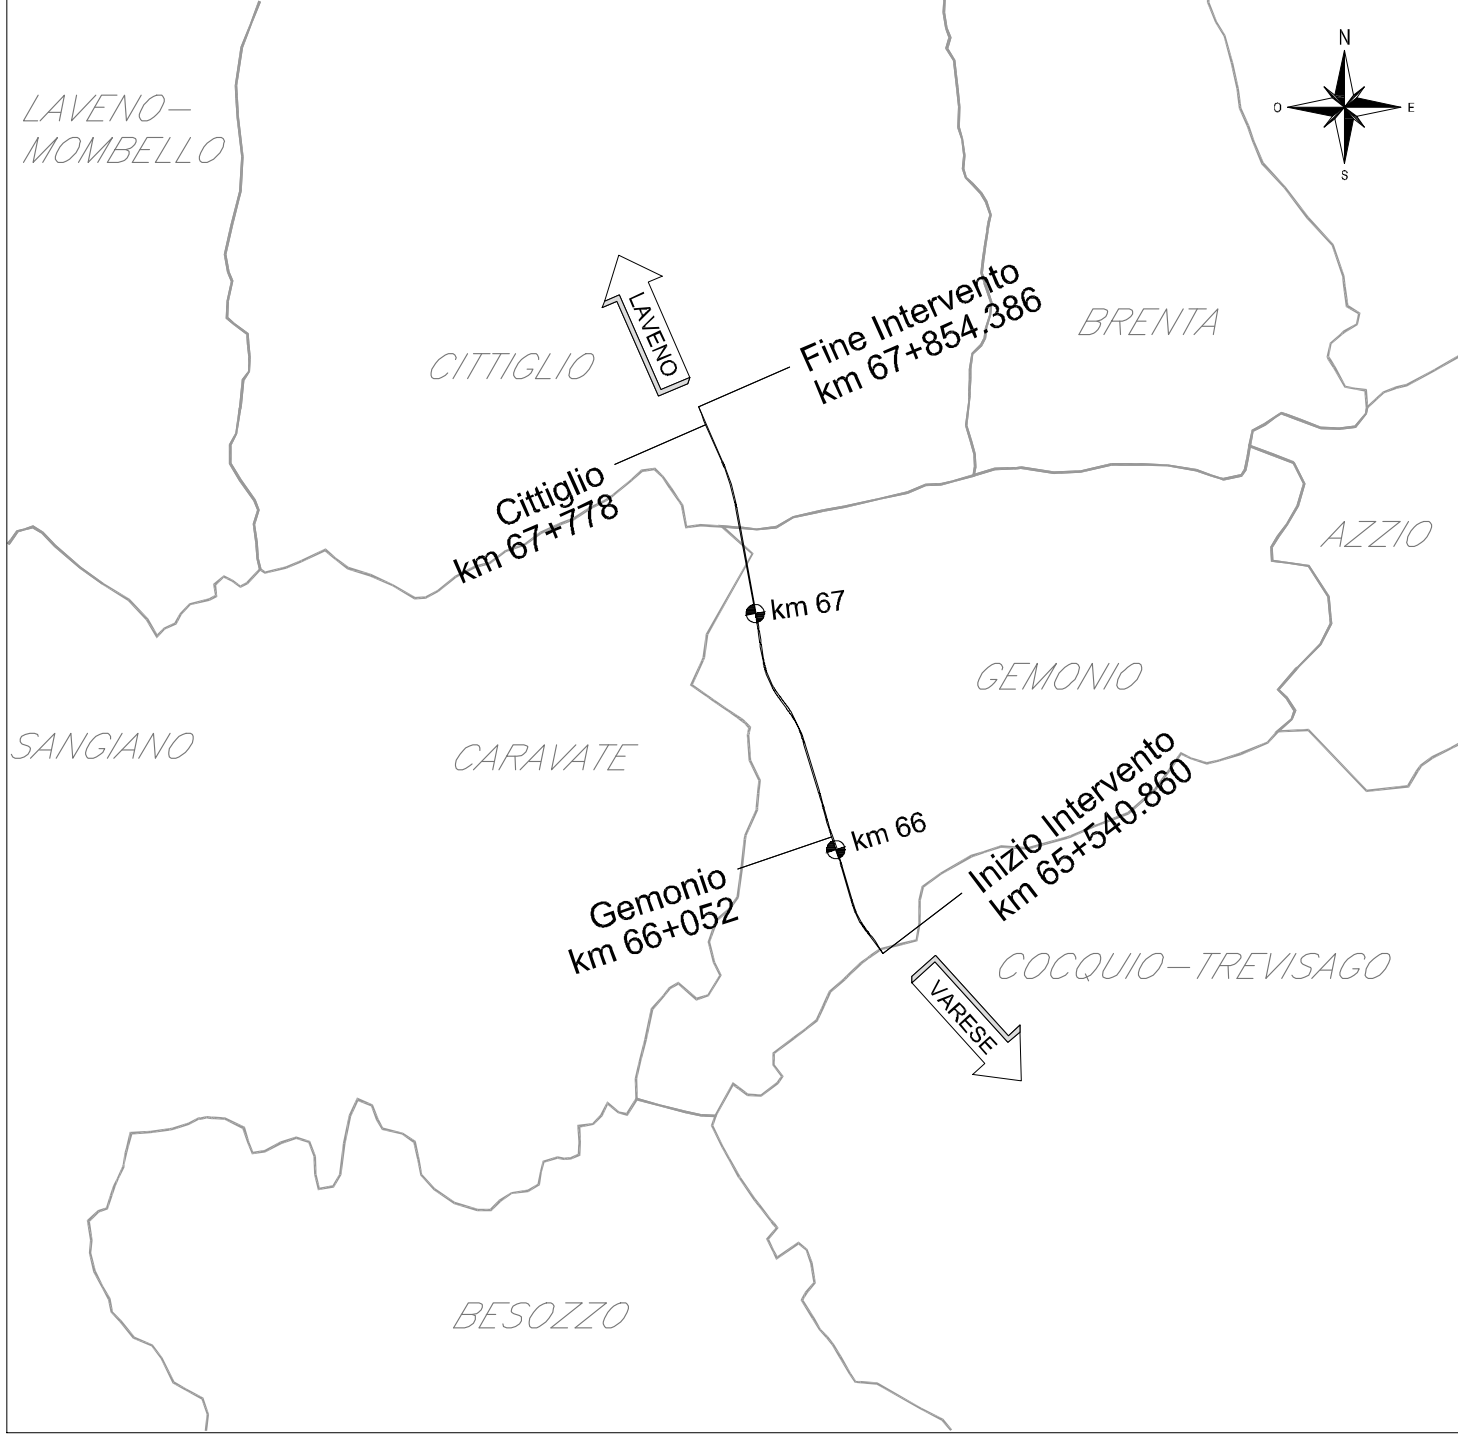 N
O
E
S
LAVENO-
MOMBELLO
LAVENO
Fine Intervento
km 67+854.386
BRENTA
CITTIGLIO
Cittiglio
km 67+778
AZZIO
km 67
GEMONIO
SANGIANO
CARAVATE
km 66
Inizio Intervento
km 65+540.860
Gemonio
km 66+052
COCQUIO-TREVISAGO
VARESE
BESOZZO